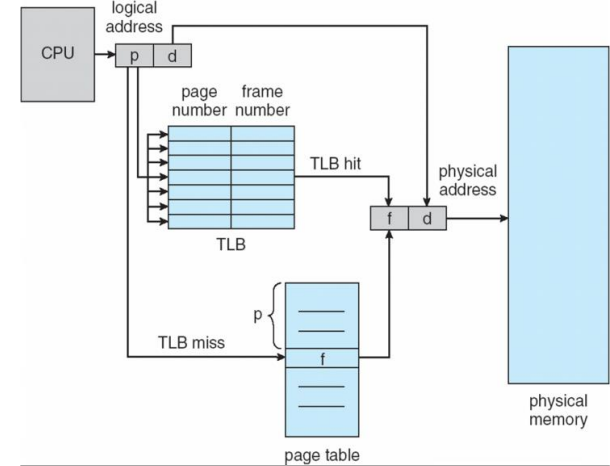 logical
address
CPU
p d
page frame
number number
TLB hit
physical
address
f d
TLB
p
TLB miss
f
physical
memory
page table